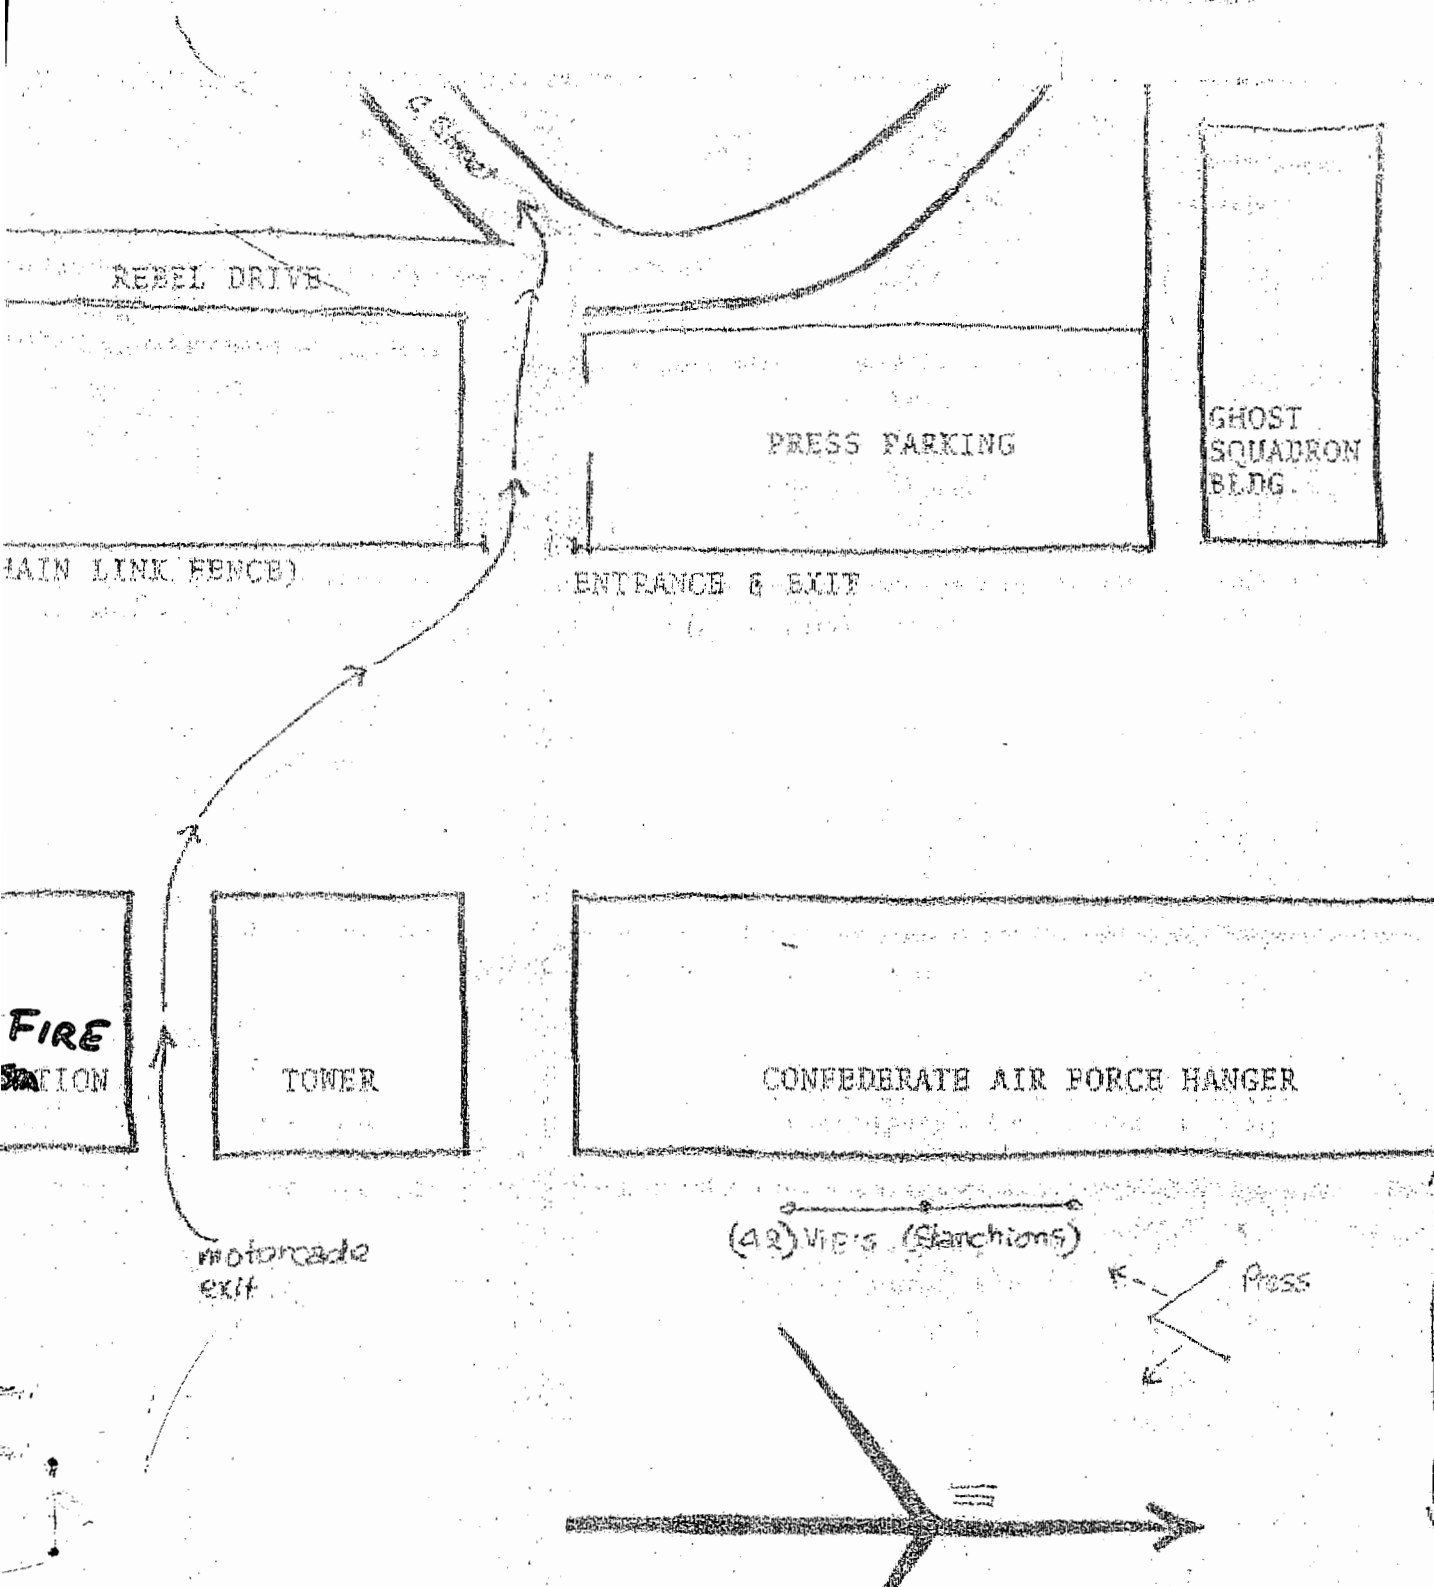 REBEL DRIVE
PRESS PARKING
GHOST
SQUADRON
BLDG.
HAIN LINK FENCE)
ENTRANCE & EXIT
FIRE
STATION
TOWER
CONFEDERATE AIR FORCE HANGER
motorcade
exit
(42) VIP's (Stanchions)
Press